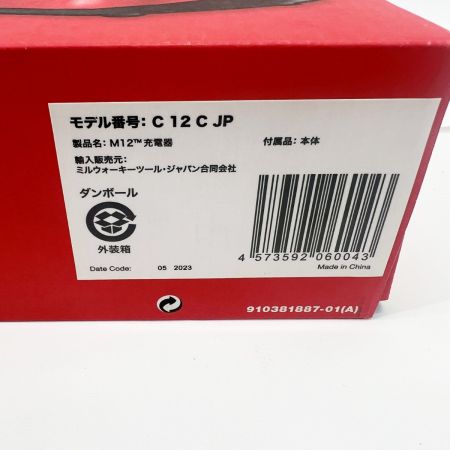 モデル番号: C 12 C JP
製品名: M12™ 充電器
付属品: 本体
輸入販売元:
ミルウォーキーツール・ジャパン合同会社
ダンボール
外装箱
4 573592 060043
Date Code: 05 2023
Made in China
910381887-01(A)